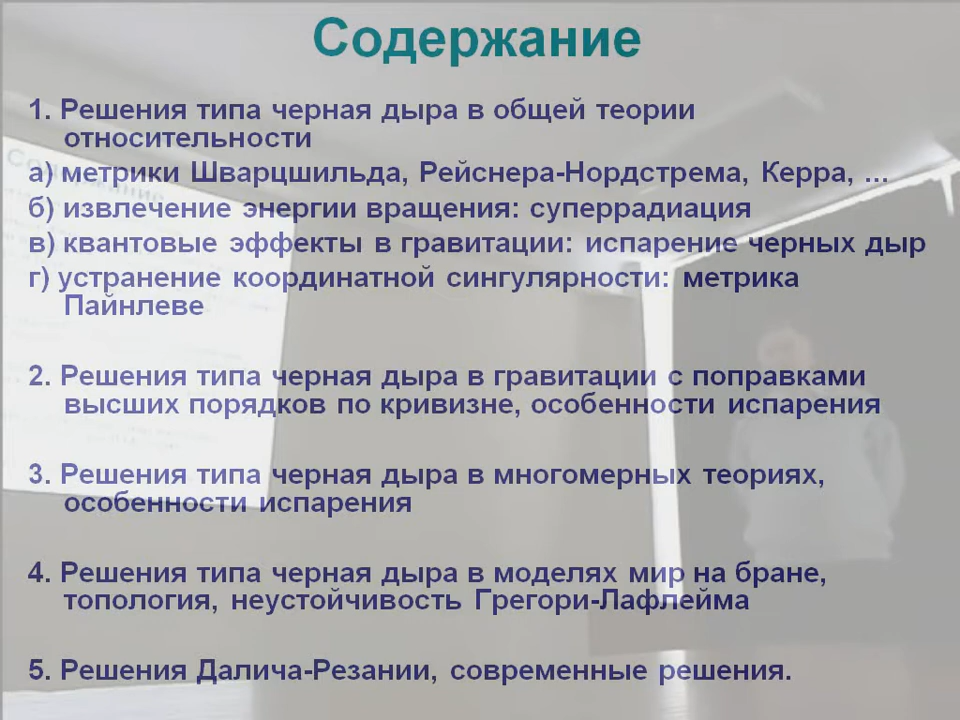 Содержание
1. Решения типа черная дыра в общей теории
относительности
а) метрики Шварцшильда, Рейснера-Нордстрема, Керра, ...
б) извлечение энергии вращения: суперрадиация
в) квантовые эффекты в гравитации: испарение черных дыр
г) устранение координатной сингулярности: метрика
Пайнлеве
2. Решения типа черная дыра в гравитации с поправками
высших порядков по кривизне, особенности испарения
3. Решения типа черная дыра в многомерных теориях,
особенности испарения
4. Решения типа черная дыра в моделях мир на бране,
топология, неустойчивость Грегори-Лафлейма
5. Решения Далича-Резании, современные решения.